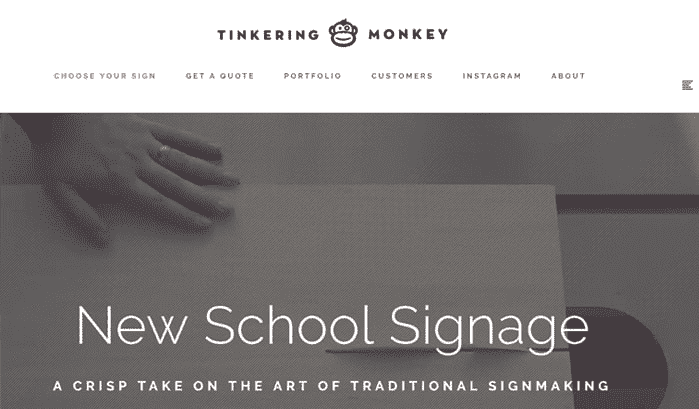 TINKERING MONKEY
CHOOSE YOUR SIGN GET A QUOTE PORTFOLIO CUSTOMERS INSTAGRAM ABOUT
New School Signage
A CRISP TAKE ON THE ART OF TRADITIONAL SIGNMAKING